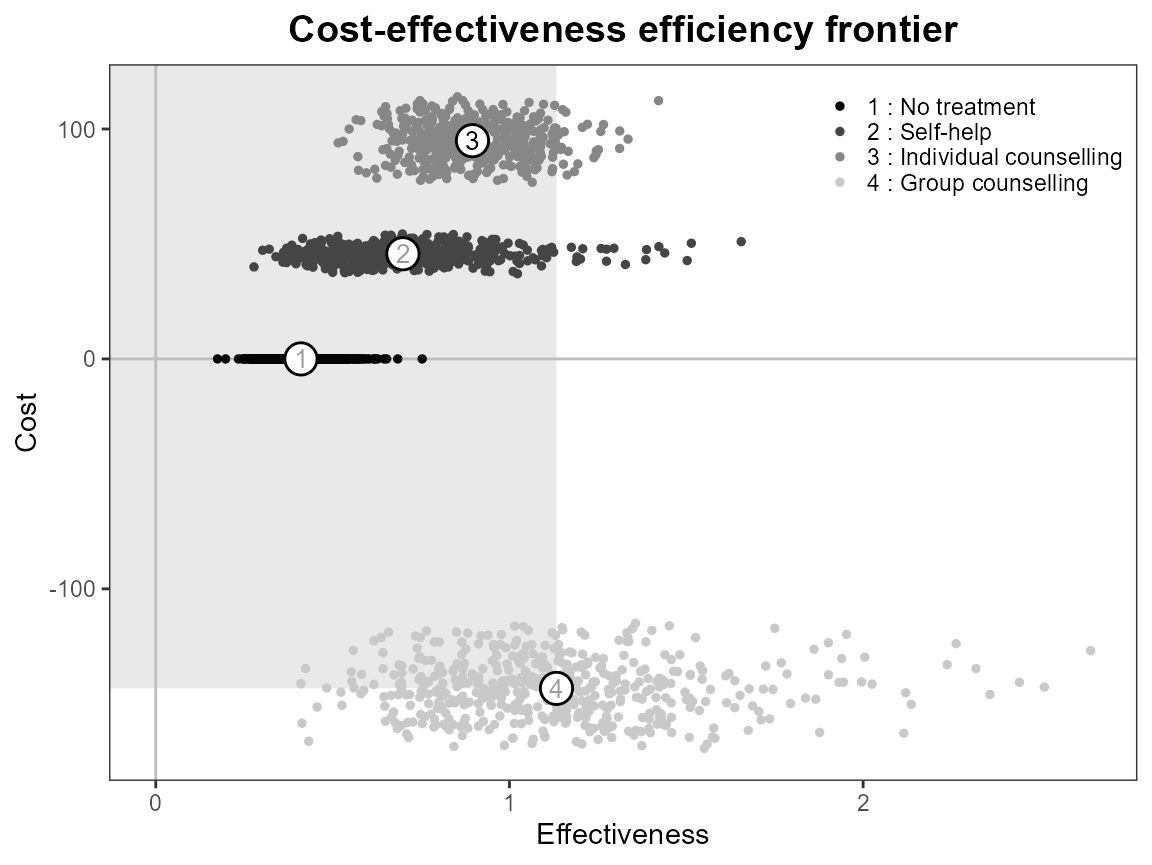 Cost-effectiveness efficiency frontier
1 : No treatment
2 : Self-help
3 : Individual counselling
4 : Group counselling
100
0
-100
Cost
3
2
1
4
0
1
2
Effectiveness